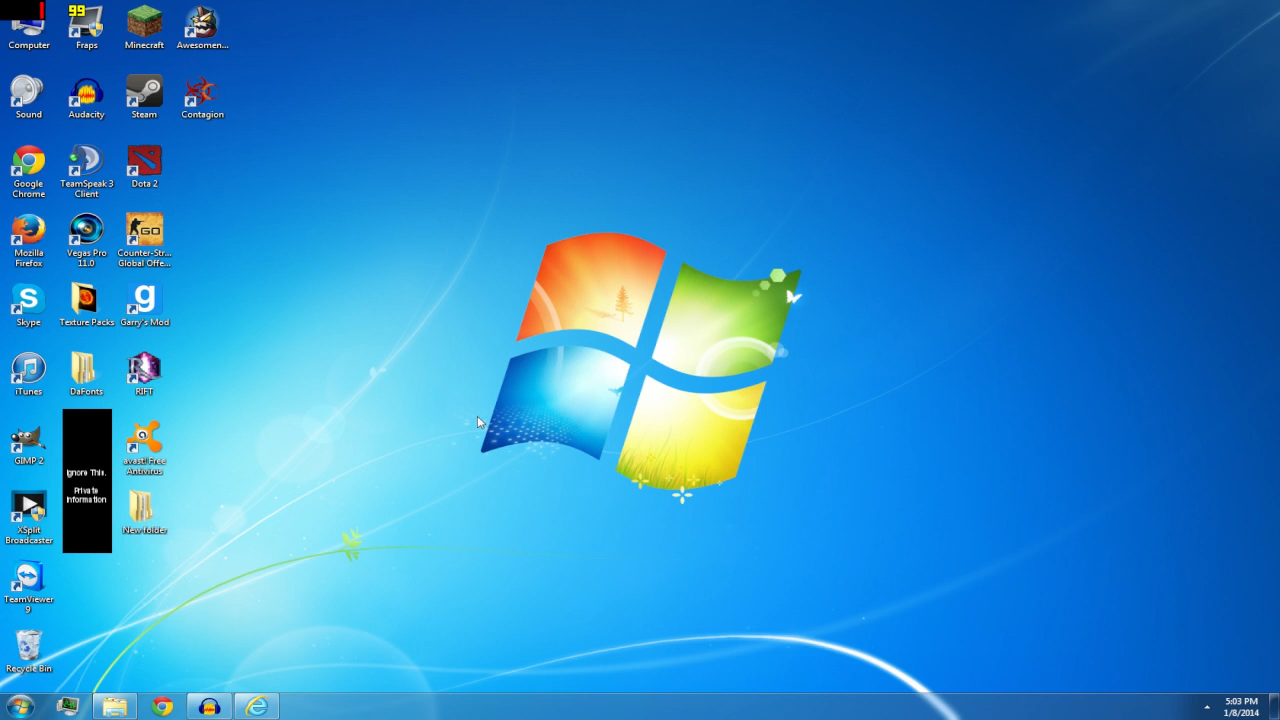 99
Computer
Fraps
Minecraft
Awesomen...
Sound
Audacity
Steam
Contagion
Google
Chrome
TeamSpeak 3
Client
Dota 2
Mozilla
Firefox
Vegas Pro
11.0
GO
Counter-Str...
Global Offe...
Skype
Texture Packs
Garry's Mod
iTunes
DaFonts
RIFT
GIMP 2
Ignore This.
Private
Information
avast! Free
Antivirus
XSplit
Broadcaster
New folder
TeamViewer
9
Recycle Bin
5:03 PM
1/8/2014